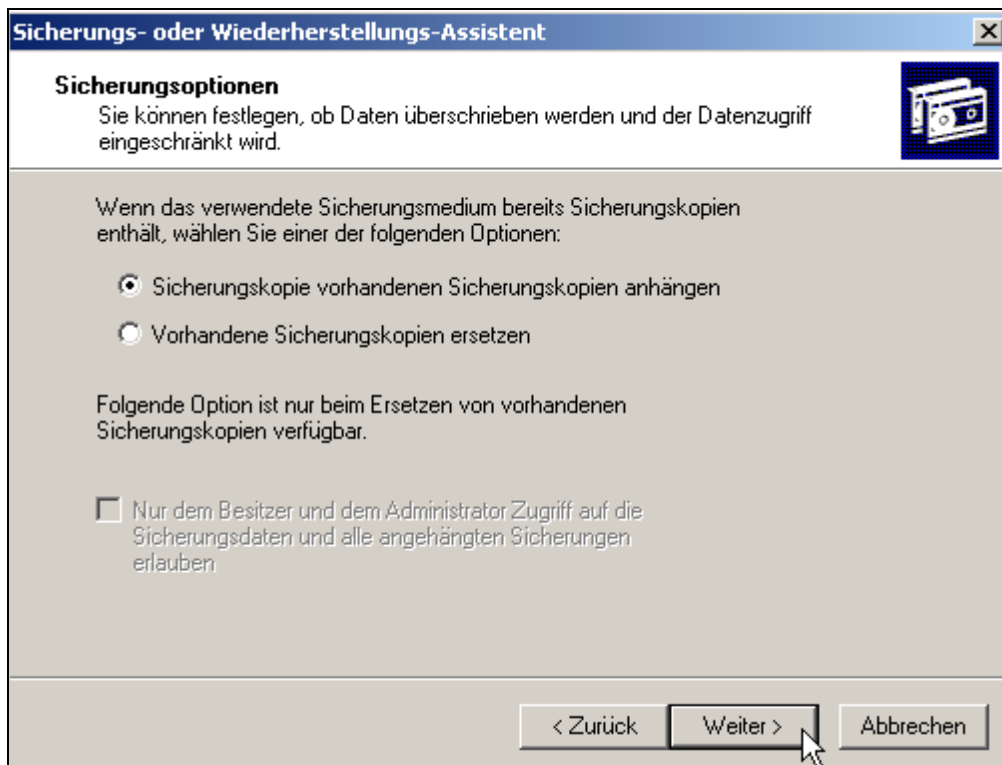 Sicherungs- oder Wiederherstellungs-Assistent
Sicherungsoptionen
Sie können festlegen, ob Daten überschrieben werden und der Datenzugriff
eingeschränkt wird.
Wenn das verwendete Sicherungsmedium bereits Sicherungskopien
enthält, wählen Sie einer der folgenden Optionen:
Sicherungskopie vorhandenen Sicherungskopien anhängen
Vorhandene Sicherungskopien ersetzen
Folgende Option ist nur beim Ersetzen von vorhandenen
Sicherungskopien verfügbar.
Nur dem Besitzer und dem Administrator Zugriff auf die
Sicherungsdaten und alle angehängten Sicherungen
erlauben
< Zurück Weiter > Abbrechen